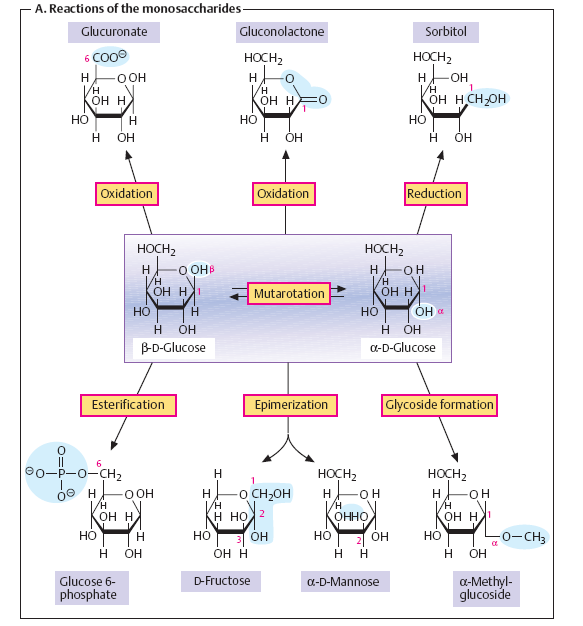 A. Reactions of the monosaccharides
Glucuronate
Gluconolactone
Sorbitol
6 COO⊖
H O OH
H
OH H
HO H
H OH
HOCH₂
H O
H
OH H O
1
HO
H OH
HOCH₂
H OH
H 1
OH H CH₂OH
HO
H OH
Oxidation
Oxidation
Reduction
HOCH₂
H O OH β
H
OH H 1
HO H
H OH
β-D-Glucose
Mutarotation
HOCH₂
H O H
H
OH H 1
HO OH α
H OH
α-D-Glucose
Esterification
Epimerization
Glycoside formation
O
6
⊖O–P–O–CH₂
O⊖
H O OH
H
OH H
HO H
H OH
Glucose 6-
phosphate
H
1
H O CH₂OH
H
H HO 2
HO 3 OH
OH H
D-Fructose
HOCH₂
H O H
H
OHHO
HO 2 OH
H H
α-D-Mannose
HOCH₂
H O H
H
OH H 1
HO α O–CH₃
H OH
α-Methyl-
glucoside